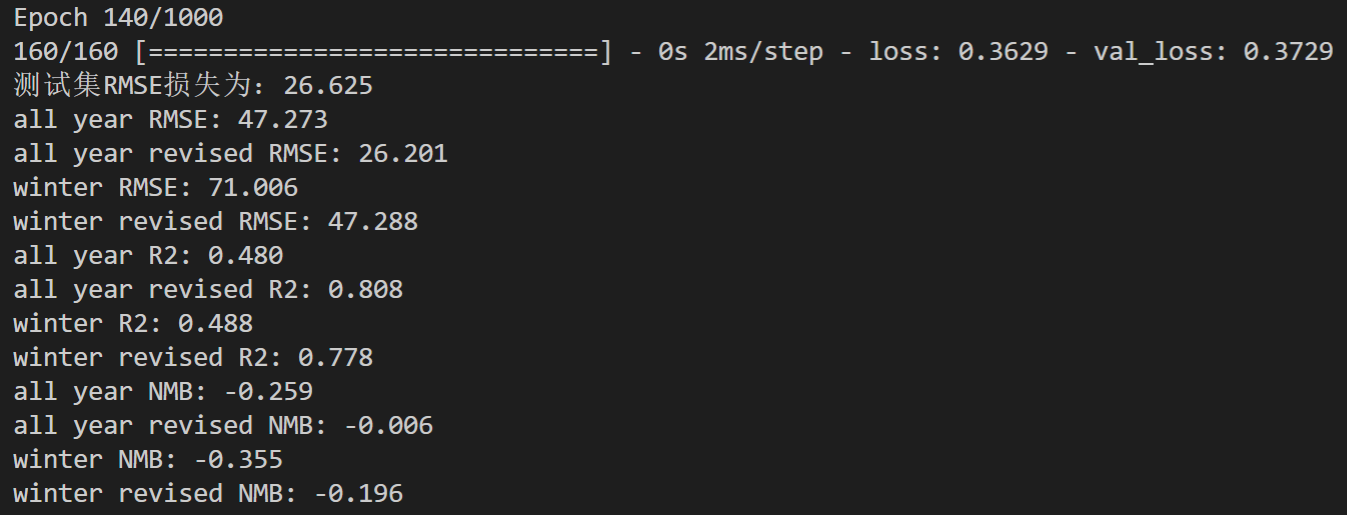 Epoch 140/1000
160/160 [==============================] - 0s 2ms/step - loss: 0.3629 - val_loss: 0.3729
测试集RMSE损失为：26.625
all year RMSE: 47.273
all year revised RMSE: 26.201
winter RMSE: 71.006
winter revised RMSE: 47.288
all year R2: 0.480
all year revised R2: 0.808
winter R2: 0.488
winter revised R2: 0.778
all year NMB: -0.259
all year revised NMB: -0.006
winter NMB: -0.355
winter revised NMB: -0.196